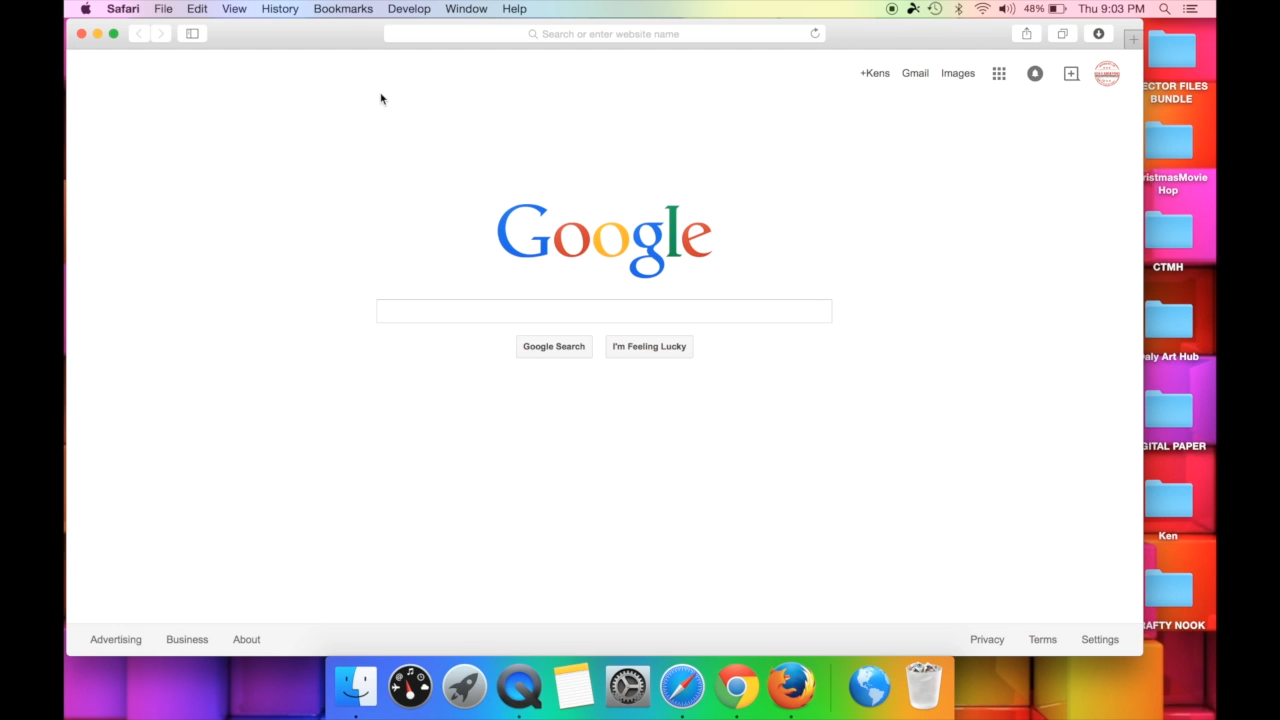 Safari File Edit View History Bookmarks Develop Window Help 48% Thu 9:03 PM
Search or enter website name
+Kens Gmail Images
Google
Google Search I'm Feeling Lucky
Advertising Business About Privacy Terms Settings
ECTOR FILES
BUNDLE
ristmasMovie
Hop
CTMH
aly Art Hub
GITAL PAPER
Ken
RAFTY NOOK